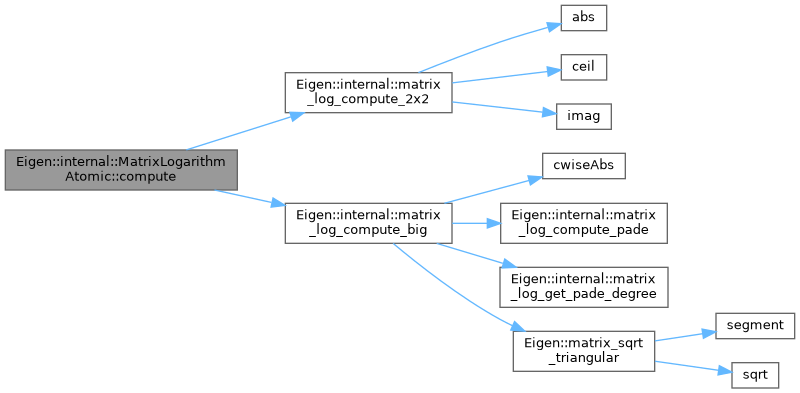 Eigen::internal::MatrixLogarithm
Atomic::compute
Eigen::internal::matrix
_log_compute_2x2
abs
ceil
imag
Eigen::internal::matrix
_log_compute_big
cwiseAbs
Eigen::internal::matrix
_log_compute_pade
Eigen::internal::matrix
_log_get_pade_degree
Eigen::matrix_sqrt
_triangular
segment
sqrt